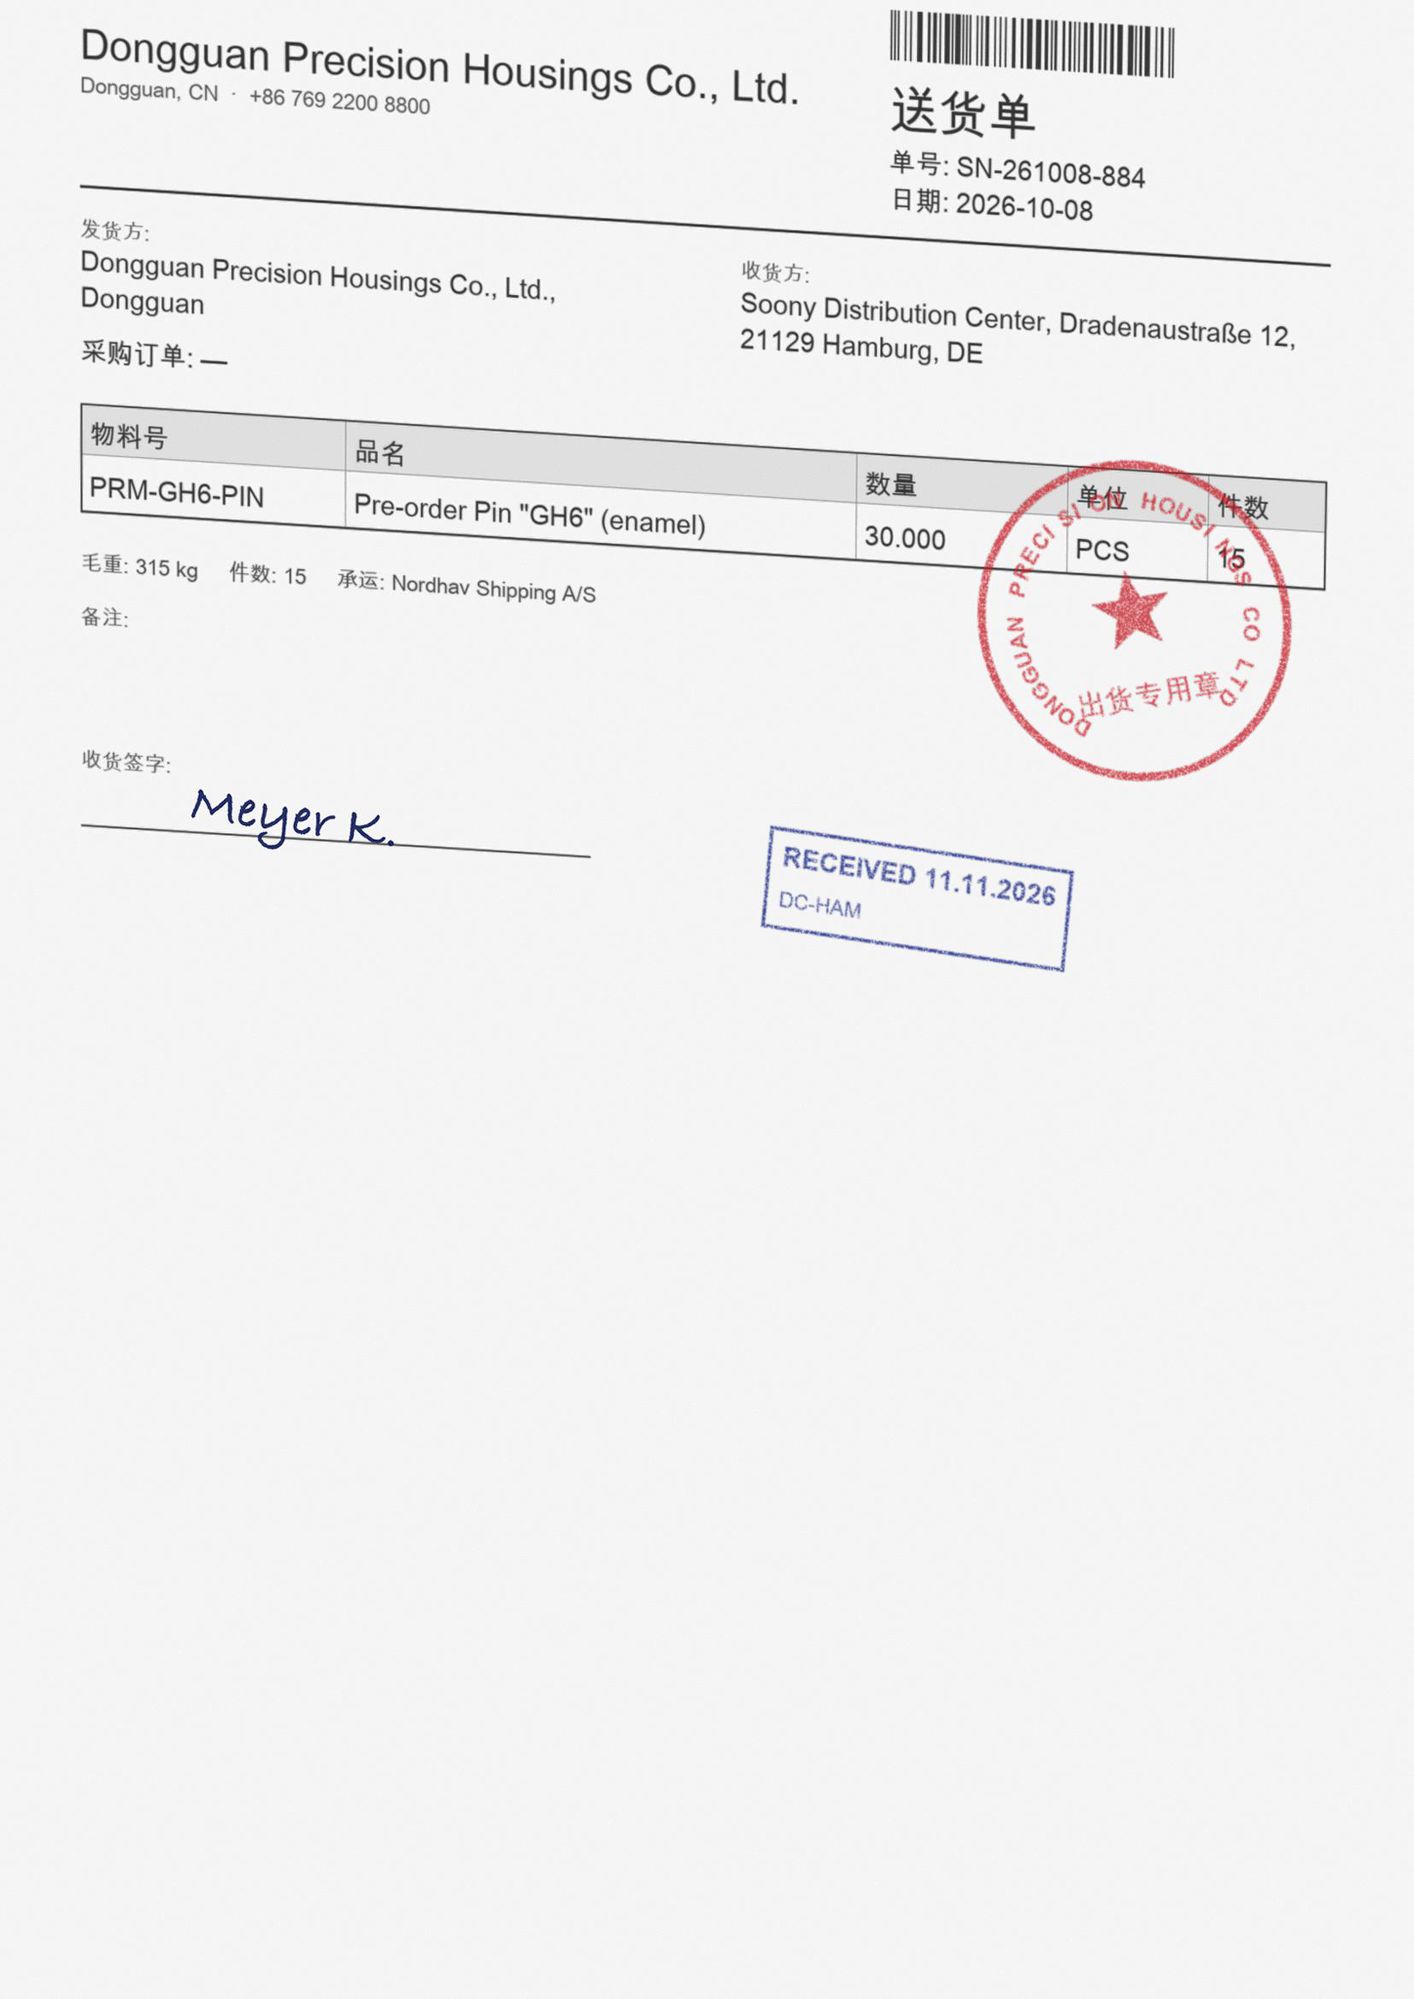 Dongguan Precision Housings Co., Ltd.
Dongguan, CN · +86 769 2200 8800
送货单
单号: SN-261008-884
日期: 2026-10-08
发货方:
Dongguan Precision Housings Co., Ltd.,
Dongguan
采购订单: —
收货方:
Soony Distribution Center, Dradenaustraße 12,
21129 Hamburg, DE
物料号 品名 数量 单位 件数
PRM-GH6-PIN Pre-order Pin "GH6" (enamel) 30.000 PCS 15
毛重: 315 kg 件数: 15 承运: Nordhav Shipping A/S
备注:
DONGGUAN PRECISION HOUSINGS CO LTD
出货专用章
收货签字:
Meyer K.
RECEIVED 11.11.2026
DC-HAM